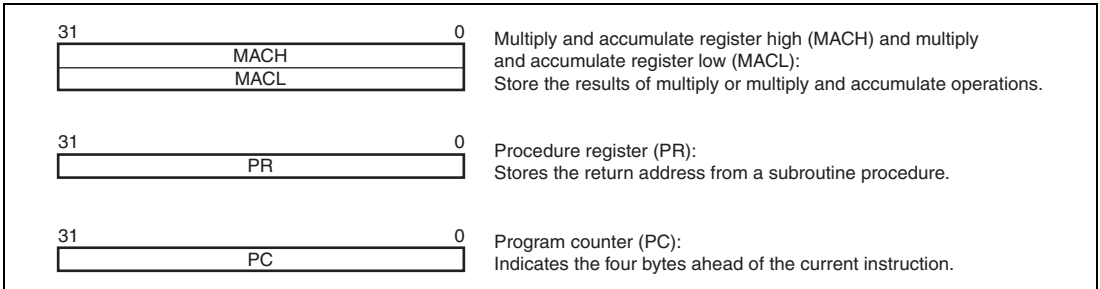 31 0
MACH
MACL
Multiply and accumulate register high (MACH) and multiply
and accumulate register low (MACL):
Store the results of multiply or multiply and accumulate operations.
31 0
PR
Procedure register (PR):
Stores the return address from a subroutine procedure.
31 0
PC
Program counter (PC):
Indicates the four bytes ahead of the current instruction.